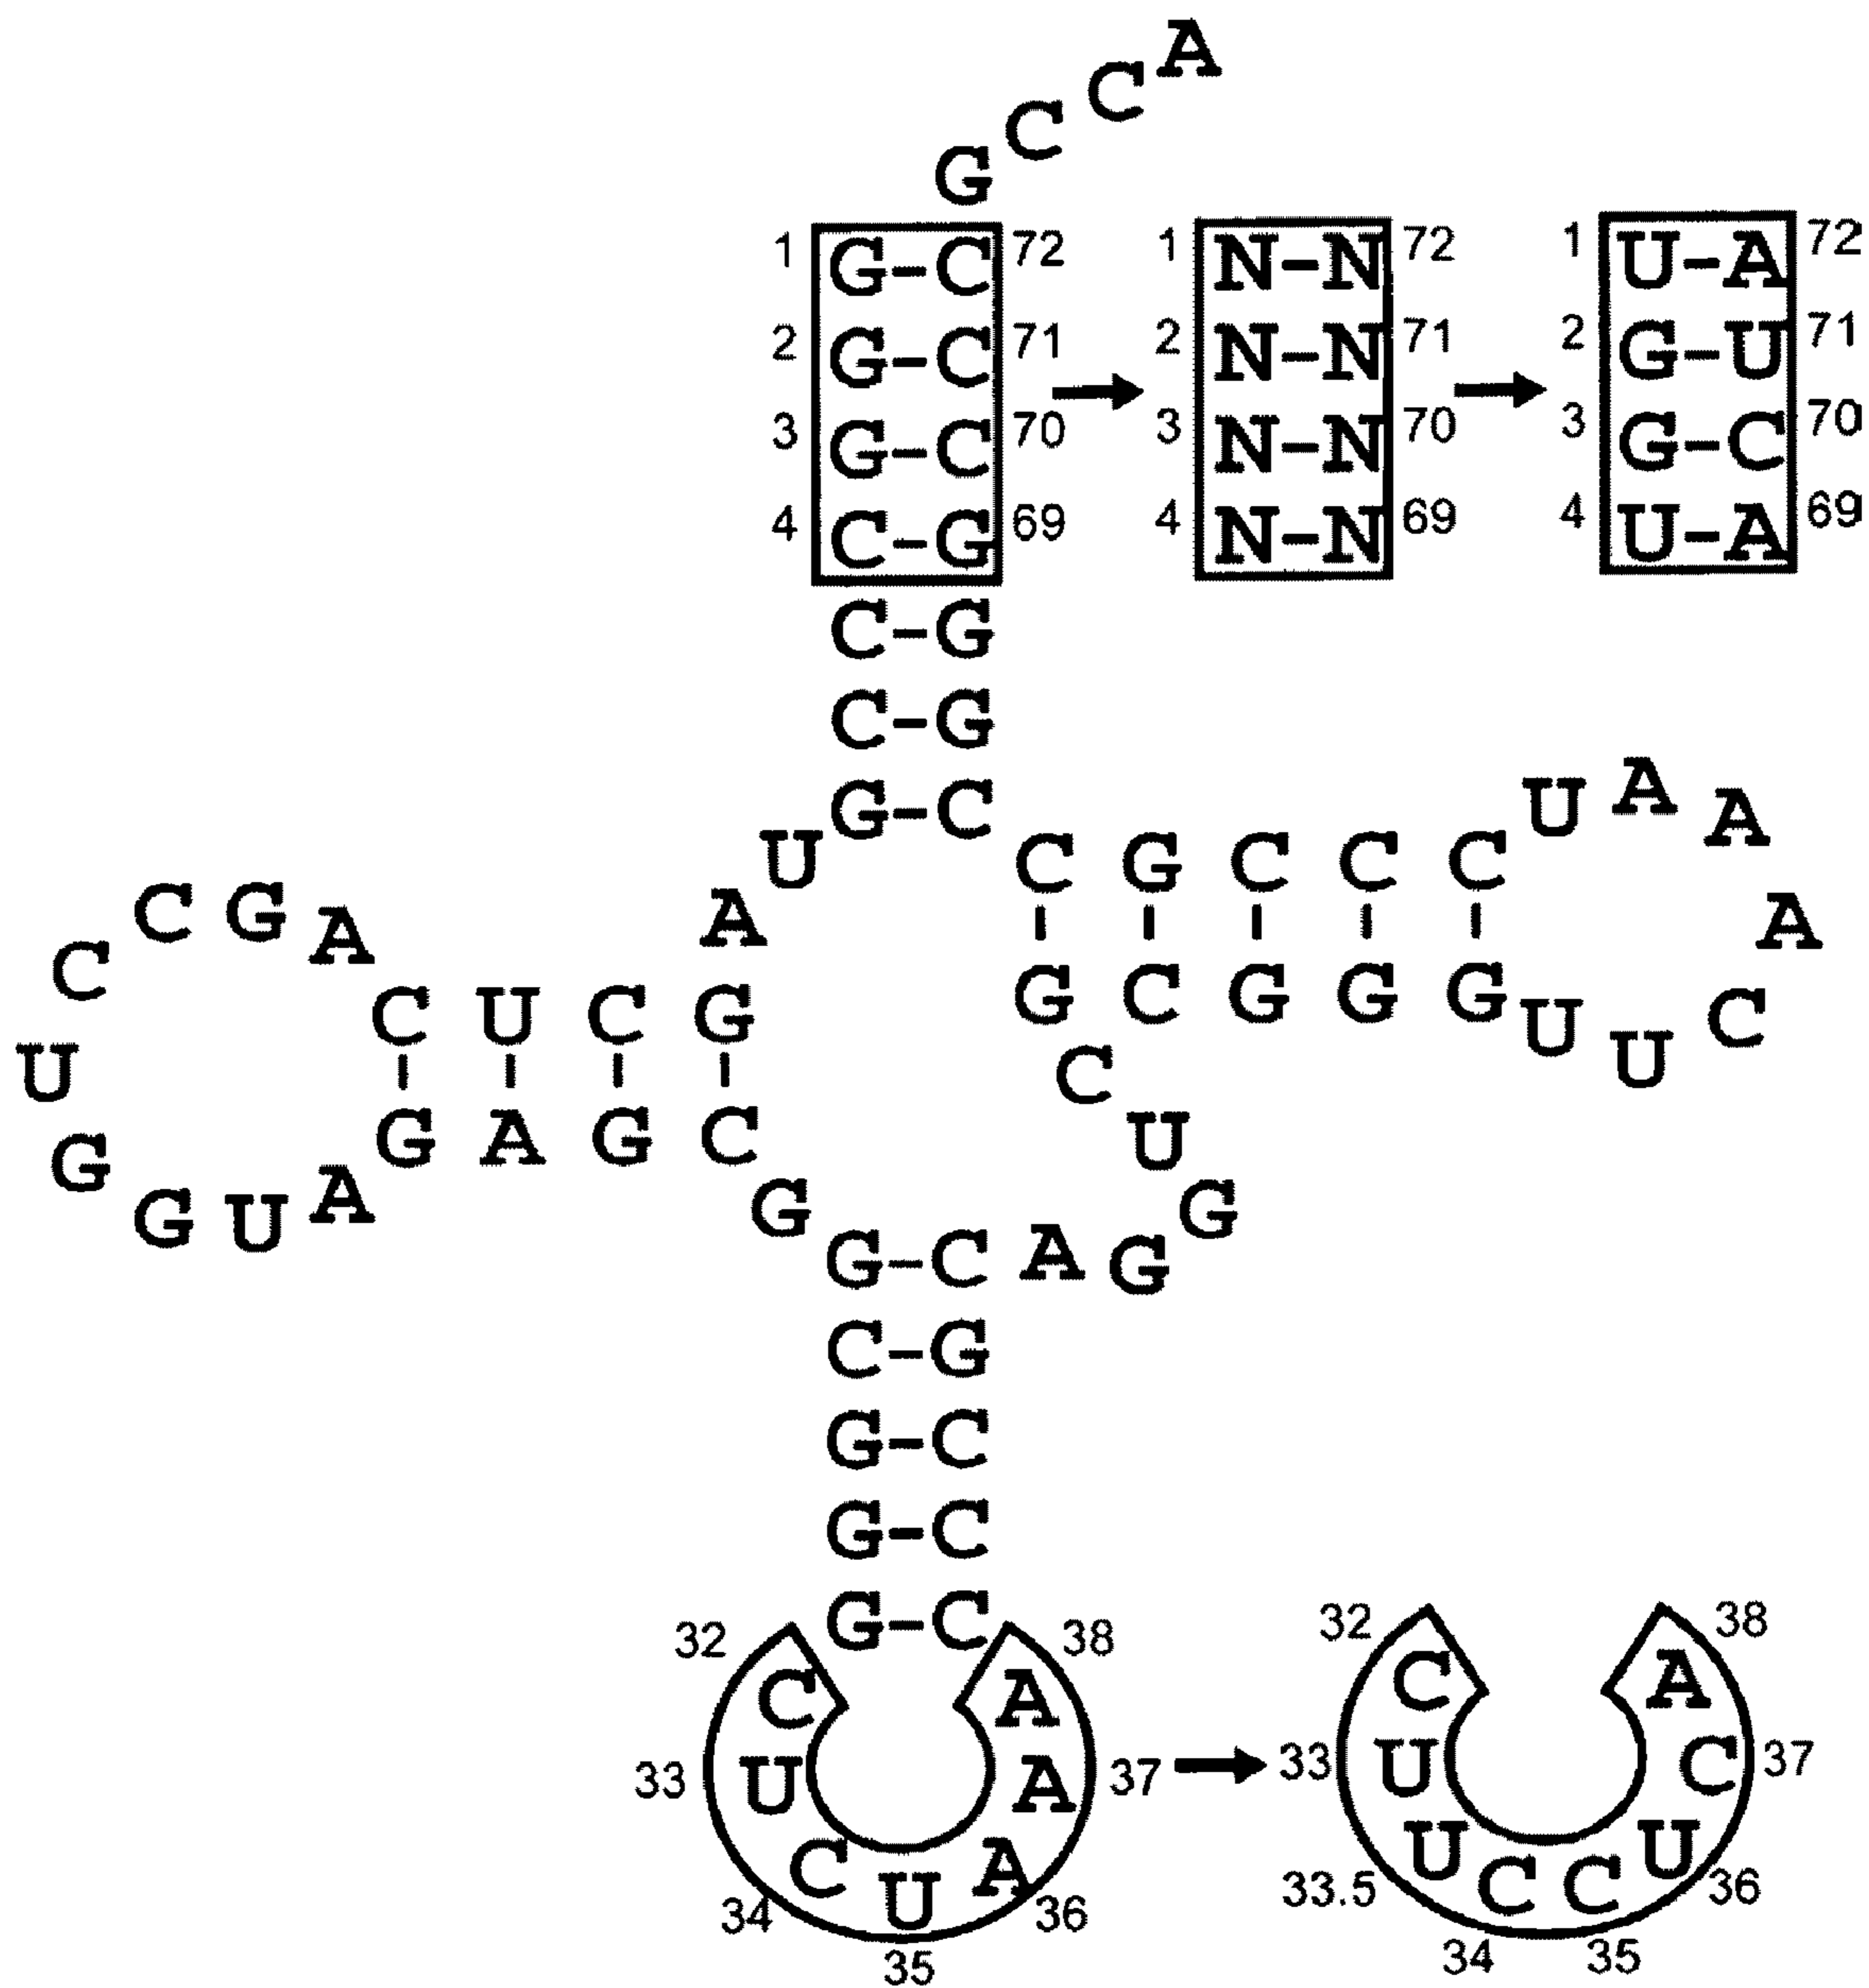 A
C
C
G
1 G-C 72 1 N-N 72 1 U-A 72
2 G-C 71 2 N-N 71 2 G-U 71
3 G-C 70 3 N-N 70 3 G-C 70
4 C-G 69 4 N-N 69 4 U-A 69
C-G
C-G
G-C
U A A
U
C G C C C
C C G A
A
A
C
C U C G
G C G G G
U U C
U
C
G A G C
U
G
G U A
G
G
G-C A G
C-G
G-C
G-C
G-C
32 38 32 38
C A C A
33 U A 37 33 U C 37
C U A U C C U
34 36 33.5 36
35 34 35